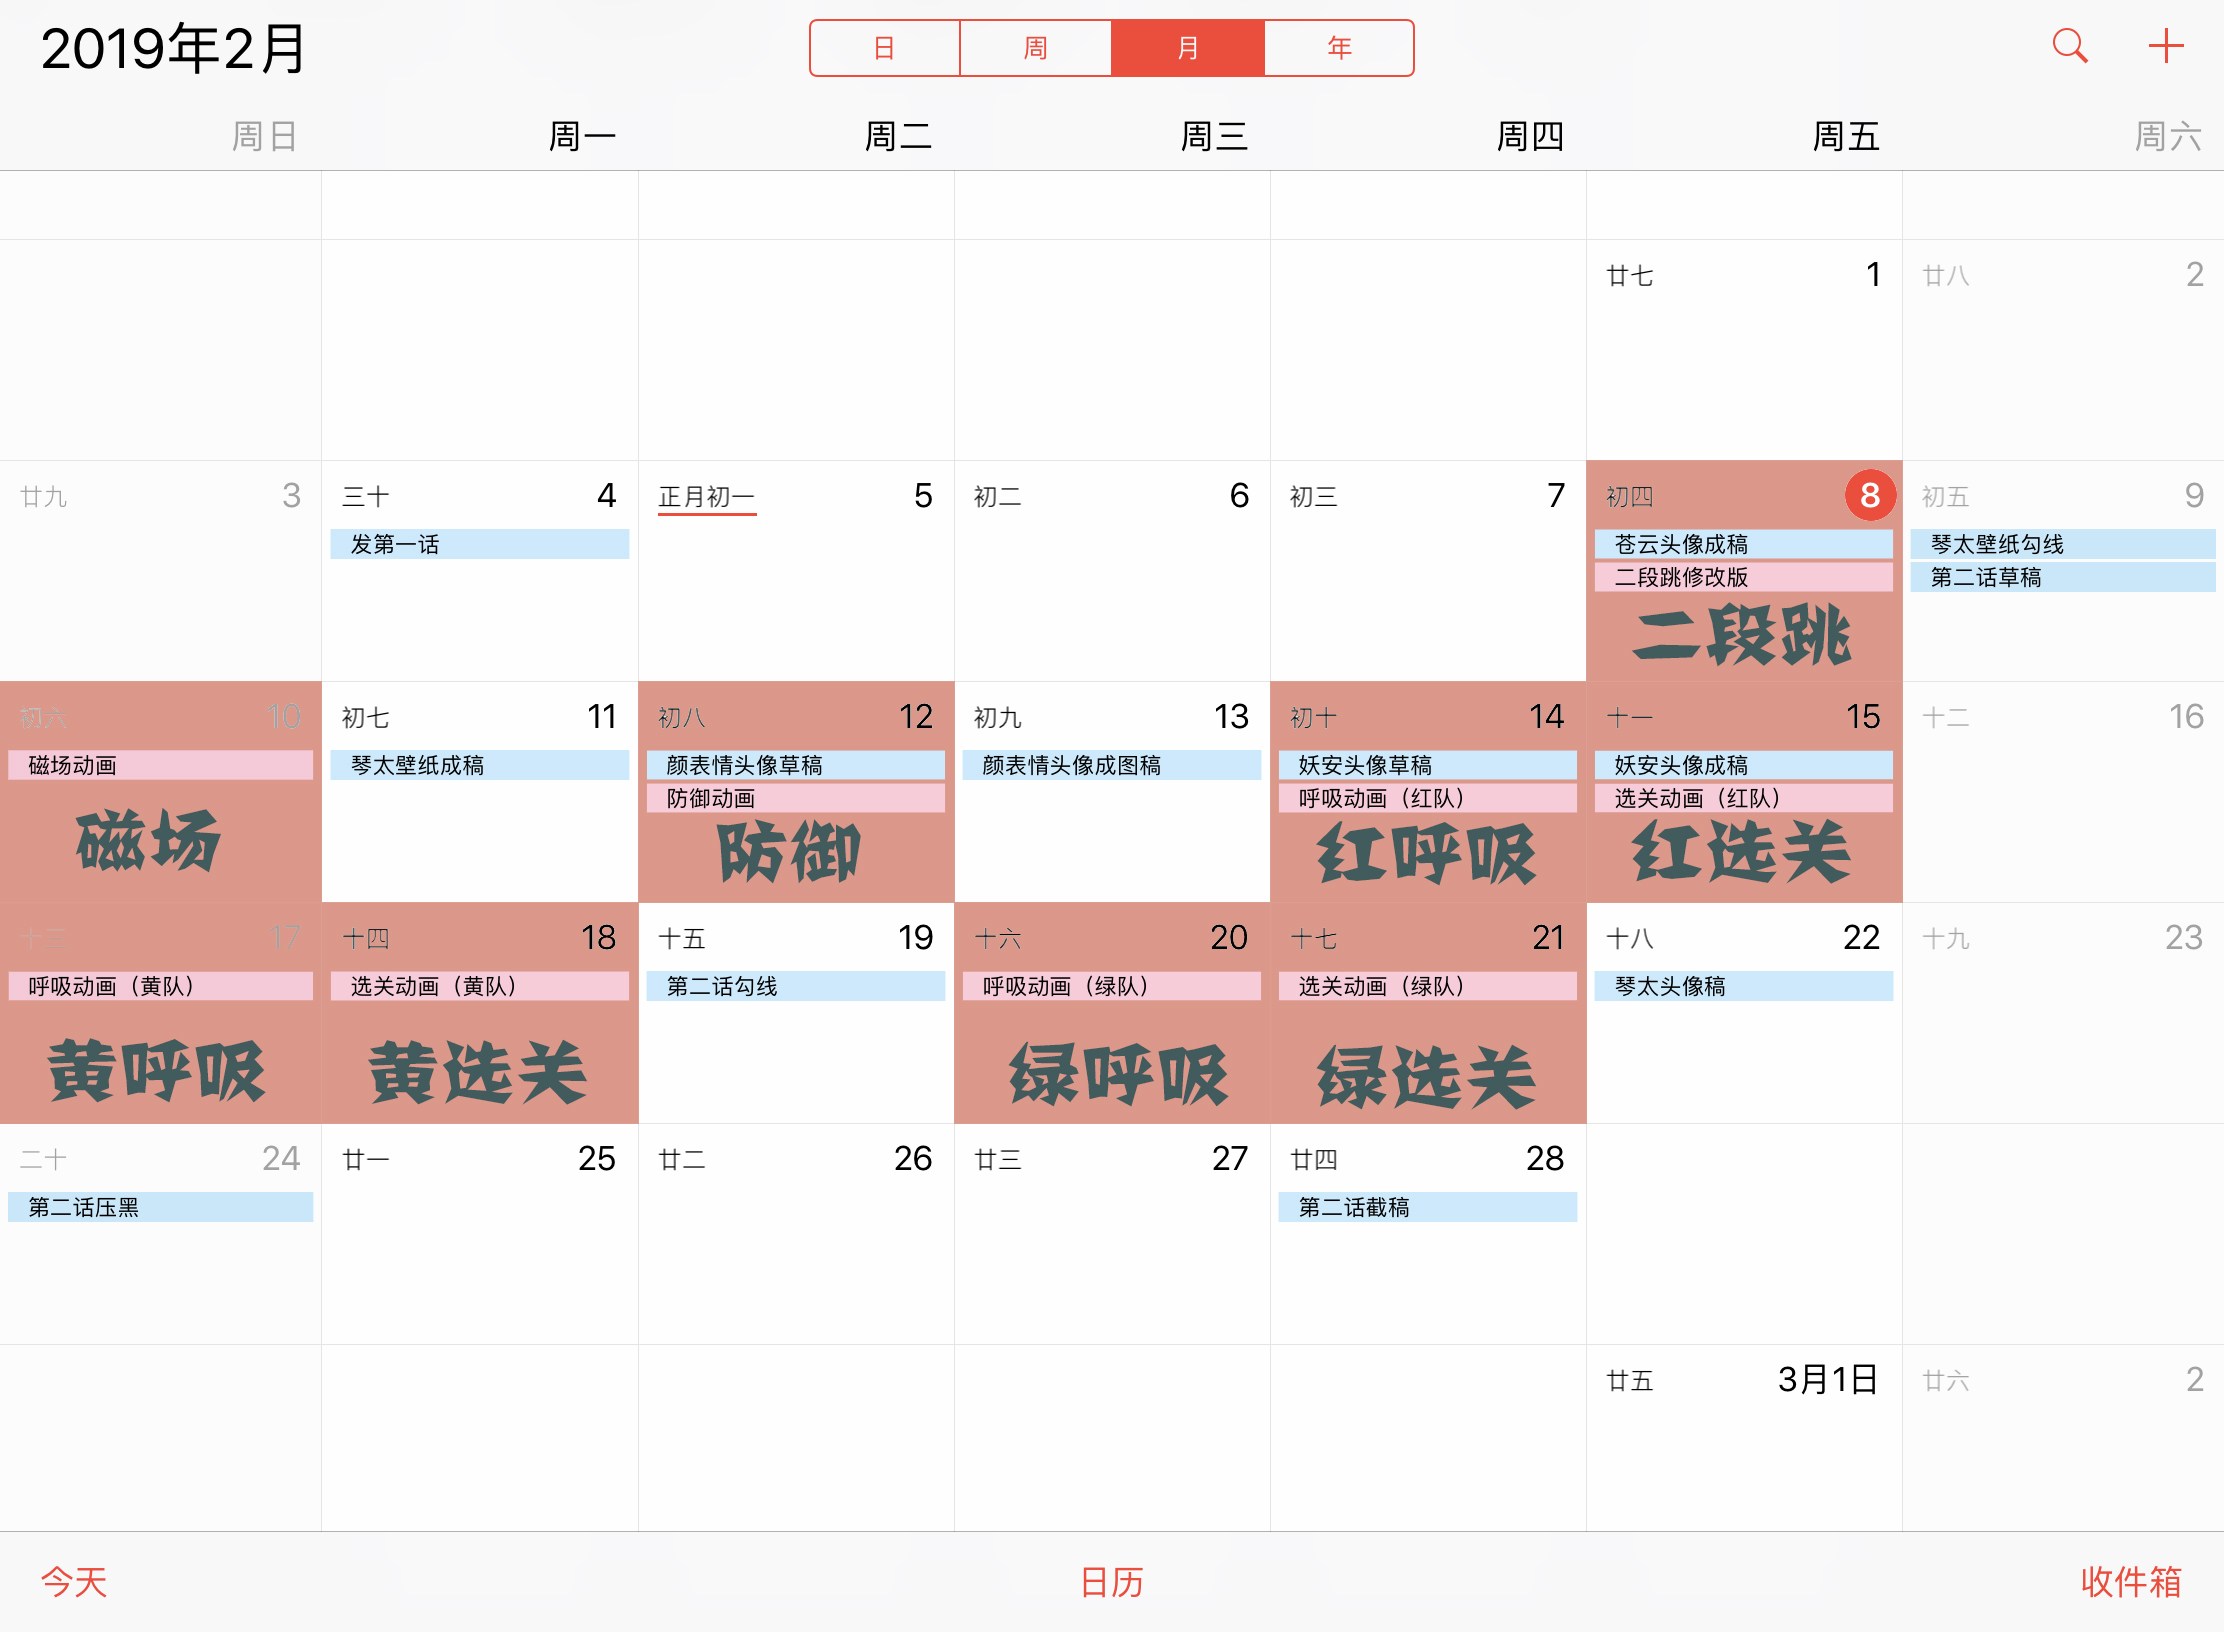 2019年2月
日 周 月 年
周日 周一 周二 周三 周四 周五 周六
廿七 1 廿八 2
廿九 3 三十 4 正月初一 5 初二 6 初三 7 初四 8 初五 9
发第一话 苍云头像成稿 琴太壁纸勾线
二段跳修改版 第二话草稿
二段跳
初六 10 初七 11 初八 12 初九 13 初十 14 十一 15 十二 16
磁场动画 琴太壁纸成稿 颜表情头像草稿 颜表情头像成图稿 妖安头像草稿 妖安头像成稿
防御动画 呼吸动画（红队） 选关动画（红队）
磁场 防御 红呼吸 红选关
十三 17 十四 18 十五 19 十六 20 十七 21 十八 22 十九 23
呼吸动画（黄队） 选关动画（黄队） 第二话勾线 呼吸动画（绿队） 选关动画（绿队） 琴太头像稿
黄呼吸 黄选关 绿呼吸 绿选关
二十 24 廿一 25 廿二 26 廿三 27 廿四 28
第二话压黑 第二话截稿
廿五 3月1日 廿六 2
今天 日历 收件箱